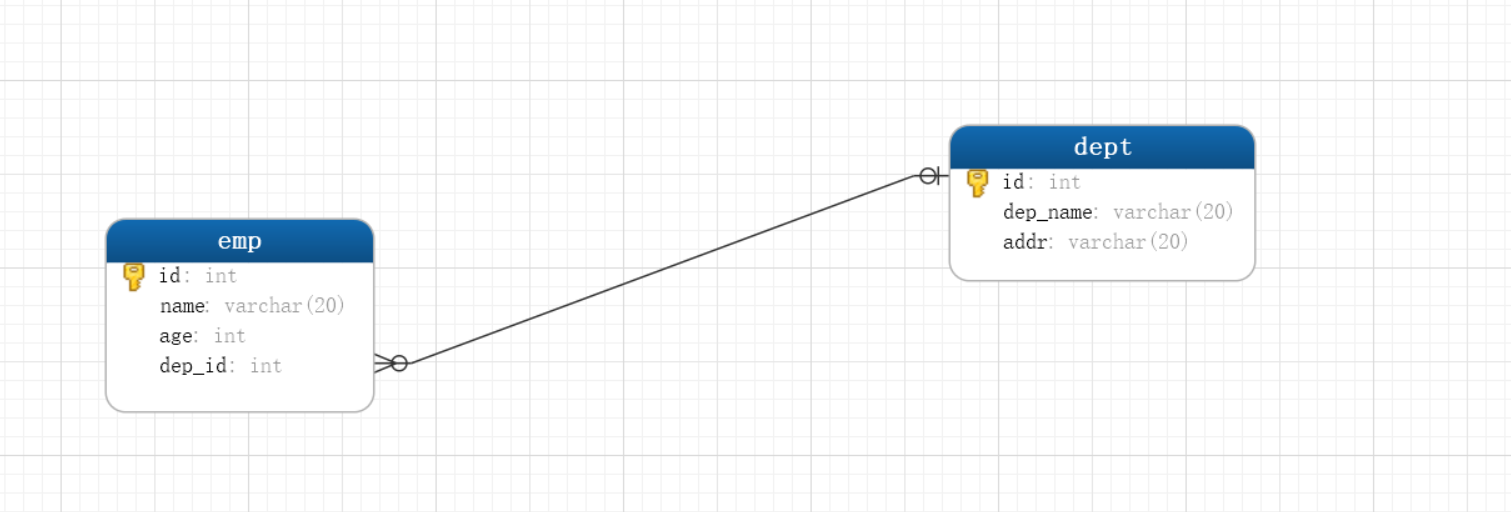 emp
id: int
name: varchar(20)
age: int
dep_id: int
dept
id: int
dep_name: varchar(20)
addr: varchar(20)